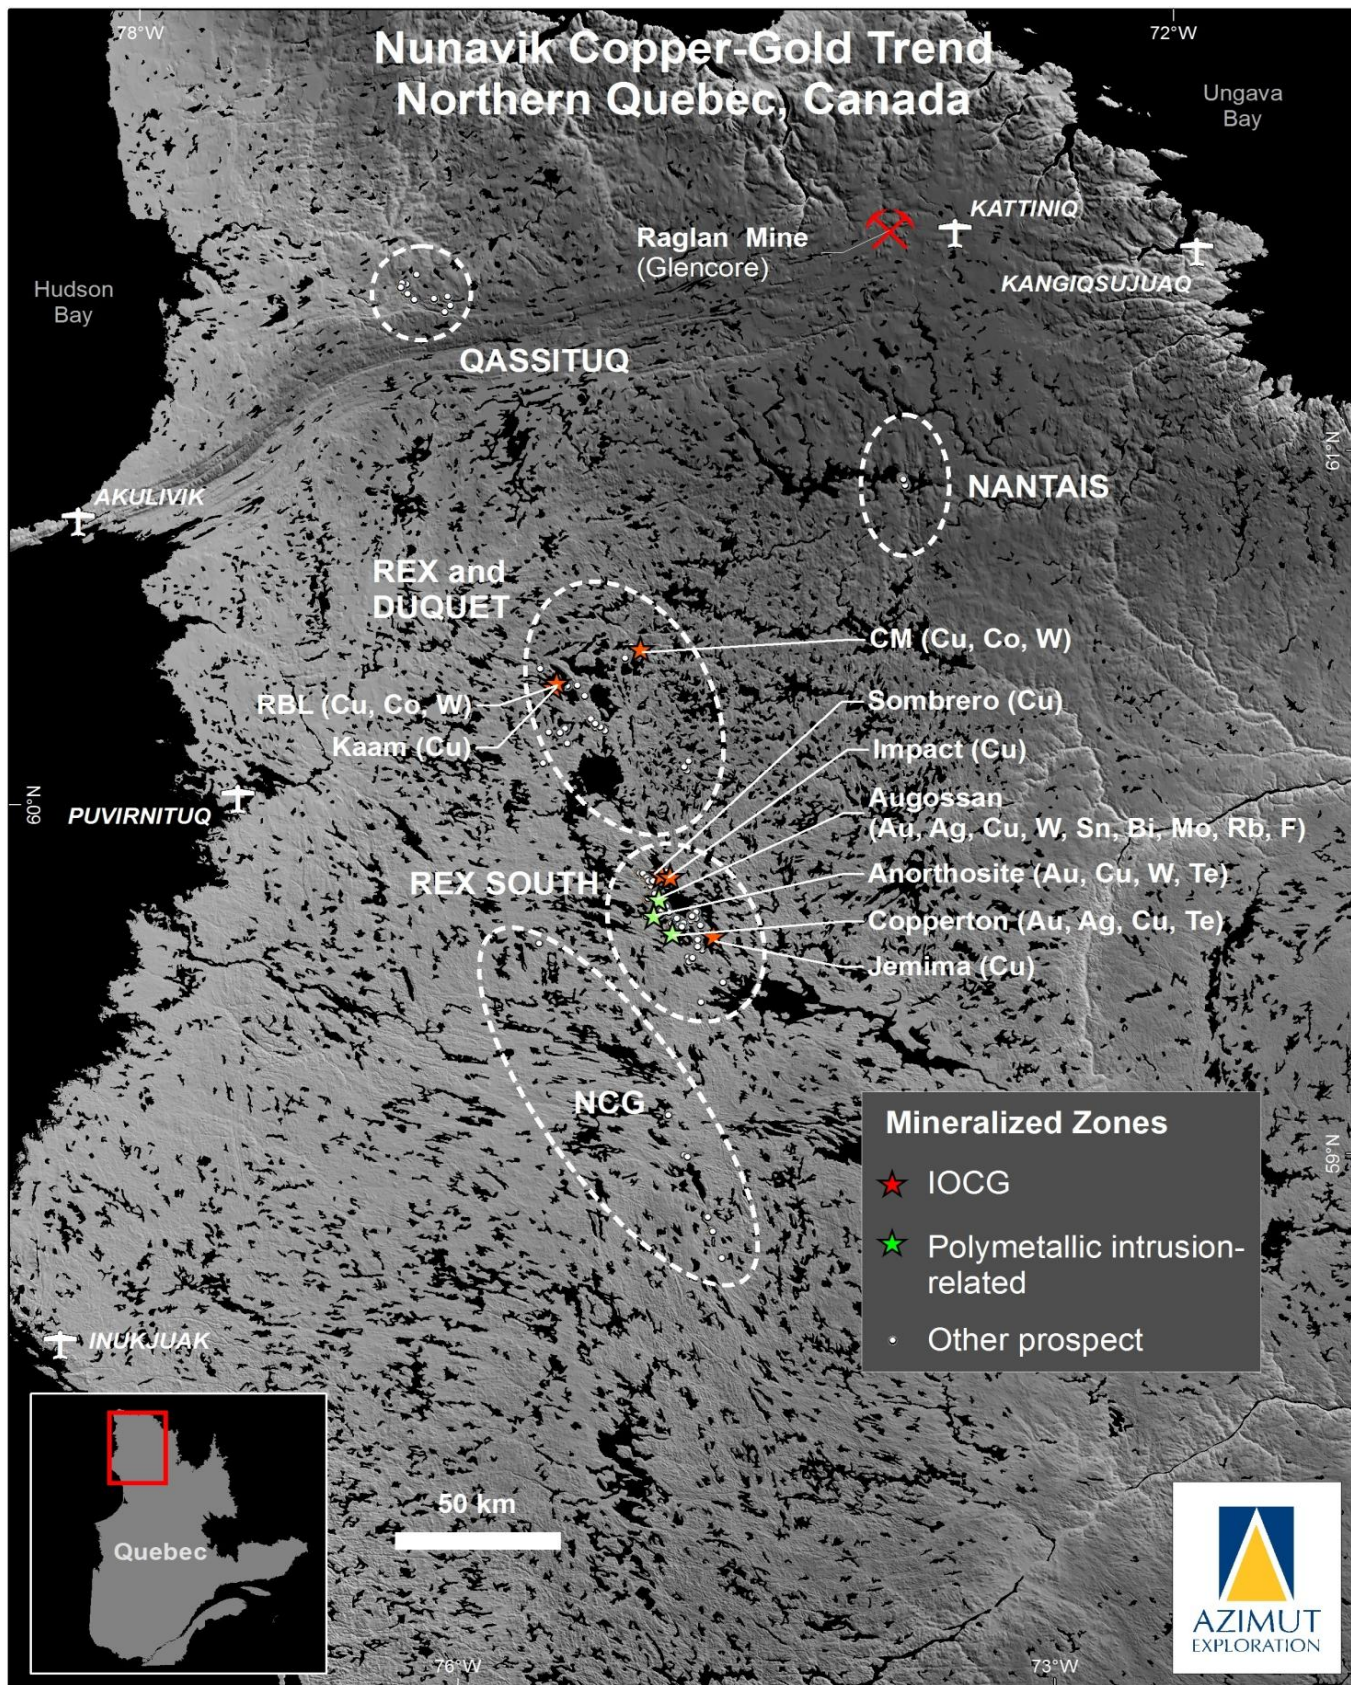 78°W
72°W
Nunavik Copper-Gold Trend
Northern Quebec, Canada
Ungava
Bay
KATTINIQ
Raglan Mine
(Glencore)
KANGIQSUJUAQ
Hudson
Bay
QASSITUQ
61°N
NANTAIS
AKULIVIK
REX and
DUQUET
CM (Cu, Co, W)
RBL (Cu, Co, W)
Sombrero (Cu)
Kaam (Cu)
Impact (Cu)
60°N
PUVIRNITUQ
Augossan
(Au, Ag, Cu, W, Sn, Bi, Mo, Rb, F)
REX SOUTH
Anorthosite (Au, Cu, W, Te)
Copperton (Au, Ag, Cu, Te)
Jemima (Cu)
NCG
Mineralized Zones
59°N
IOCG
Polymetallic intrusion-
related
Other prospect
INUKJUAK
50 km
Quebec
AZIMUT
EXPLORATION
76°W
73°W